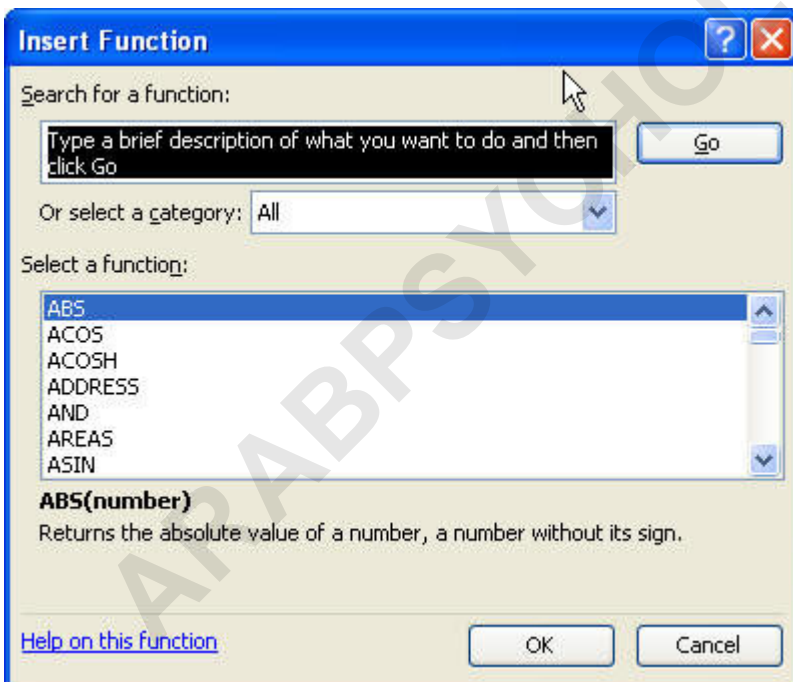 Insert Function
Search for a function:
Type a brief description of what you want to do and then
click Go
Go
Or select a category: All
Select a function:
ABS
ACOS
ACOSH
ADDRESS
AND
AREAS
ASIN
ABS(number)
Returns the absolute value of a number, a number without its sign.
Help on this function
OK
Cancel
ARABPSYCHOL